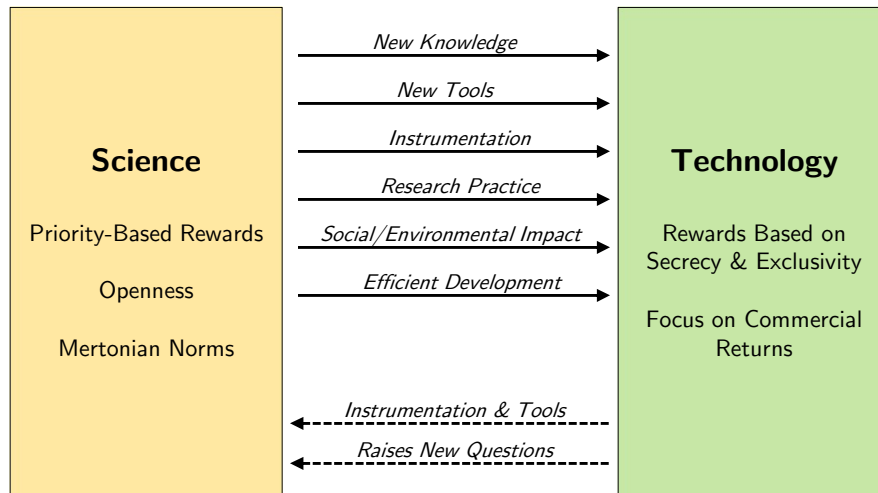 Science
Priority-Based Rewards
Openness
Mertonian Norms
New Knowledge
New Tools
Instrumentation
Research Practice
Social/Environmental Impact
Efficient Development
Instrumentation & Tools
Raises New Questions
Technology
Rewards Based on
Secrecy & Exclusivity
Focus on Commercial
Returns